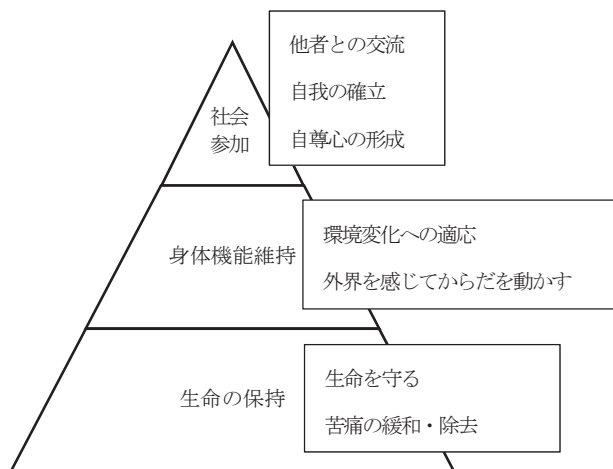 他者との交流
自我の確立
自尊心の形成
社会
参加
環境変化への適応
外界を感じてからだを動かす
身体機能維持
生命を守る
苦痛の緩和・除去
生命の保持